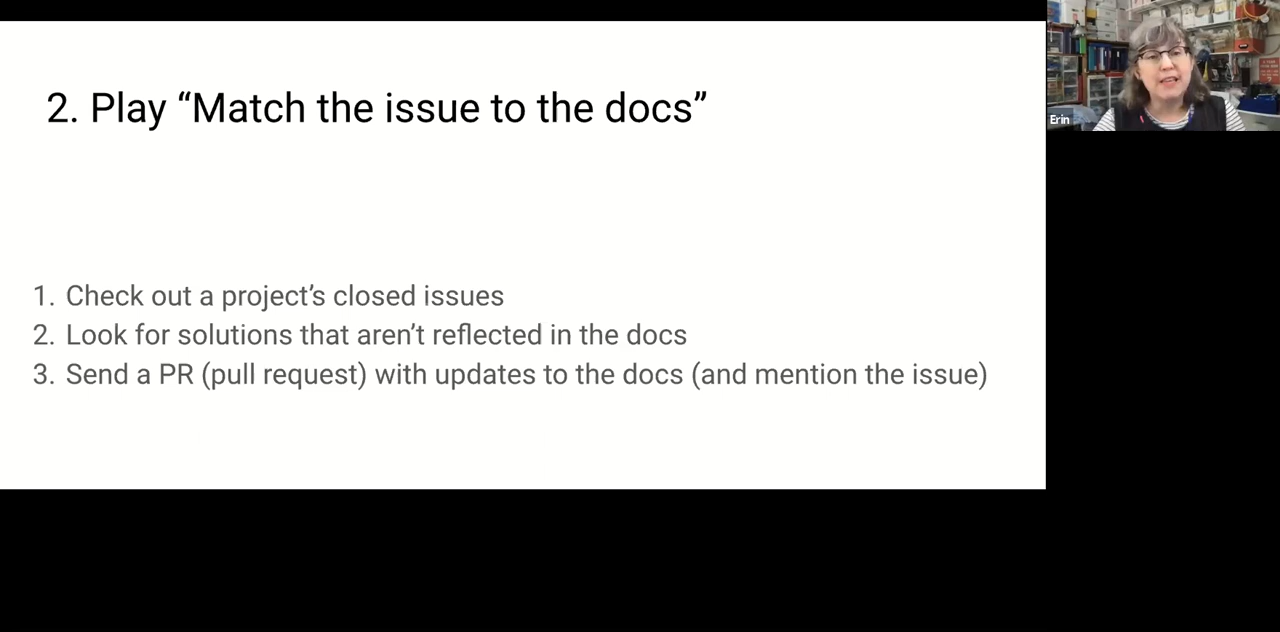 2. Play “Match the issue to the docs”
Erin
1. Check out a project’s closed issues
2. Look for solutions that aren’t reflected in the docs
3. Send a PR (pull request) with updates to the docs (and mention the issue)